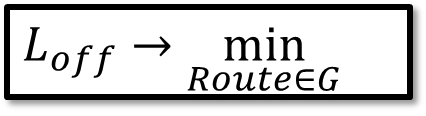 L_off → min
Route∈G